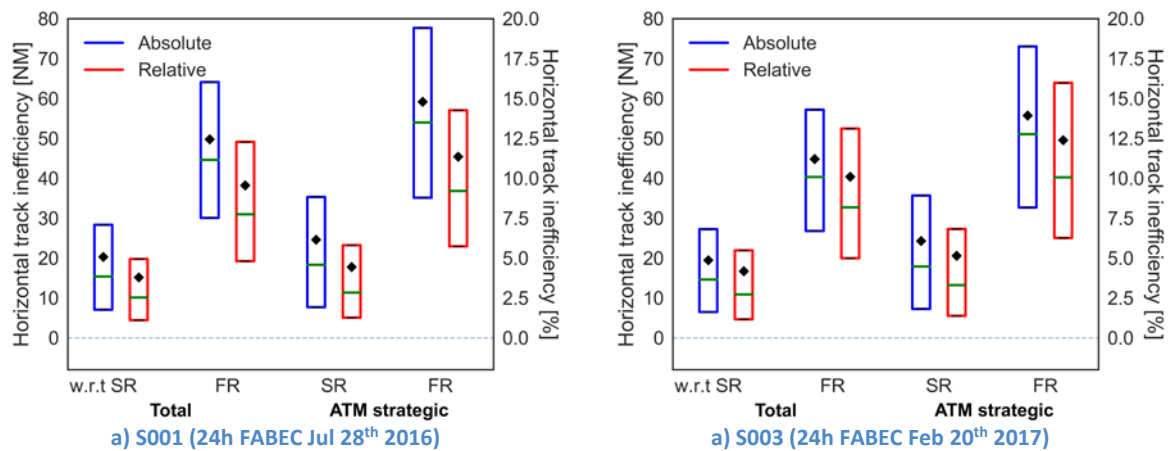 Horizontal track inefficiency [NM]
80
70
60
50
40
30
20
10
0
Absolute
Relative
20.0
17.5
15.0
12.5
10.0
7.5
5.0
2.5
0.0
Horizontal track inefficiency [%]
w.r.t SR FR SR FR
Total ATM strategic
a) S001 (24h FABEC Jul 28th 2016)
Horizontal track inefficiency [NM]
80
70
60
50
40
30
20
10
0
Absolute
Relative
20.0
17.5
15.0
12.5
10.0
7.5
5.0
2.5
0.0
Horizontal track inefficiency [%]
w.r.t SR FR SR FR
Total ATM strategic
a) S003 (24h FABEC Feb 20th 2017)